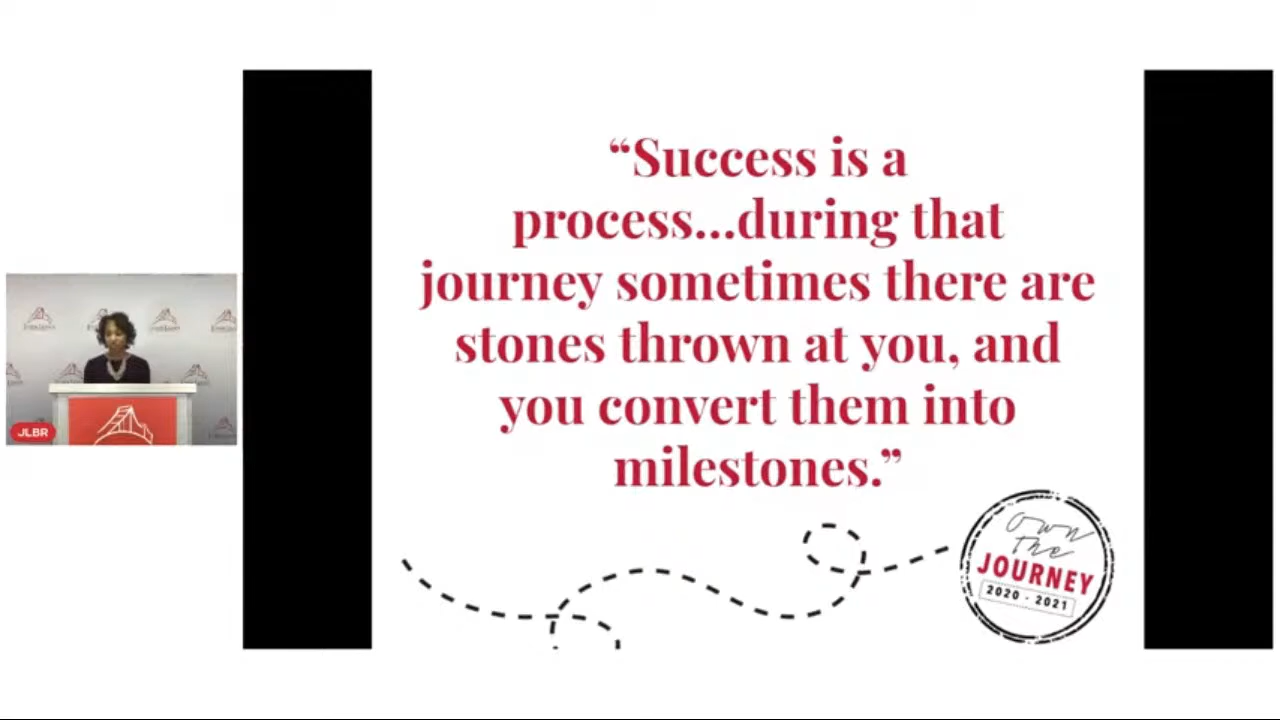 “Success is a
process...during that
journey sometimes there are
stones thrown at you, and
you convert them into
milestones.”
JLBR
own
The
JOURNEY
2020 - 2021